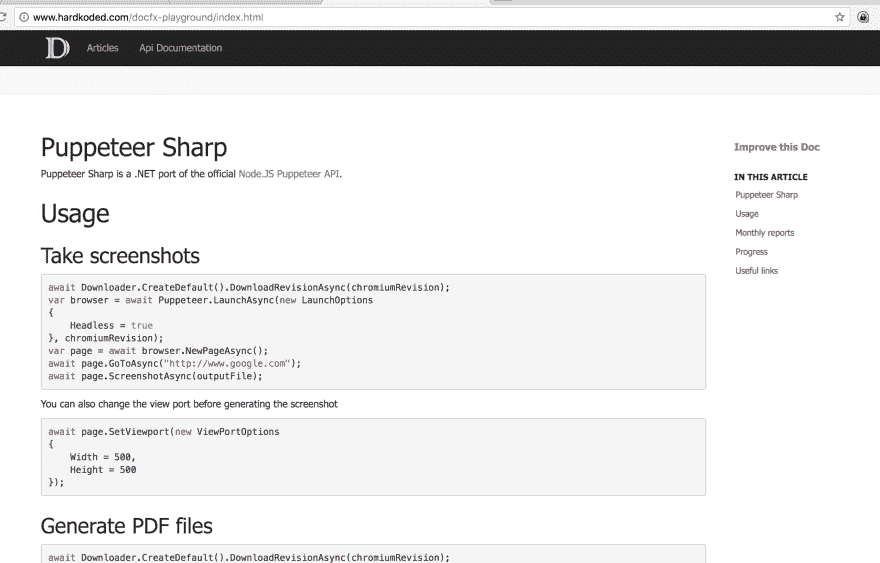 www.hardkoded.com/docfx-playground/index.html
Articles Api Documentation
Puppeteer Sharp
Puppeteer Sharp is a .NET port of the official Node.JS Puppeteer API.
Usage
Take screenshots
await Downloader.CreateDefault().DownloadRevisionAsync(chromiumRevision);
var browser = await Puppeteer.LaunchAsync(new LaunchOptions
{
    Headless = true
}, chromiumRevision);
var page = await browser.NewPageAsync();
await page.GoToAsync("http://www.google.com");
await page.ScreenshotAsync(outputFile);
You can also change the view port before generating the screenshot
await page.SetViewport(new ViewPortOptions
{
    Width = 500,
    Height = 500
});
Generate PDF files
await Downloader.CreateDefault().DownloadRevisionAsync(chromiumRevision);
Improve this Doc
IN THIS ARTICLE
Puppeteer Sharp
Usage
Monthly reports
Progress
Useful links